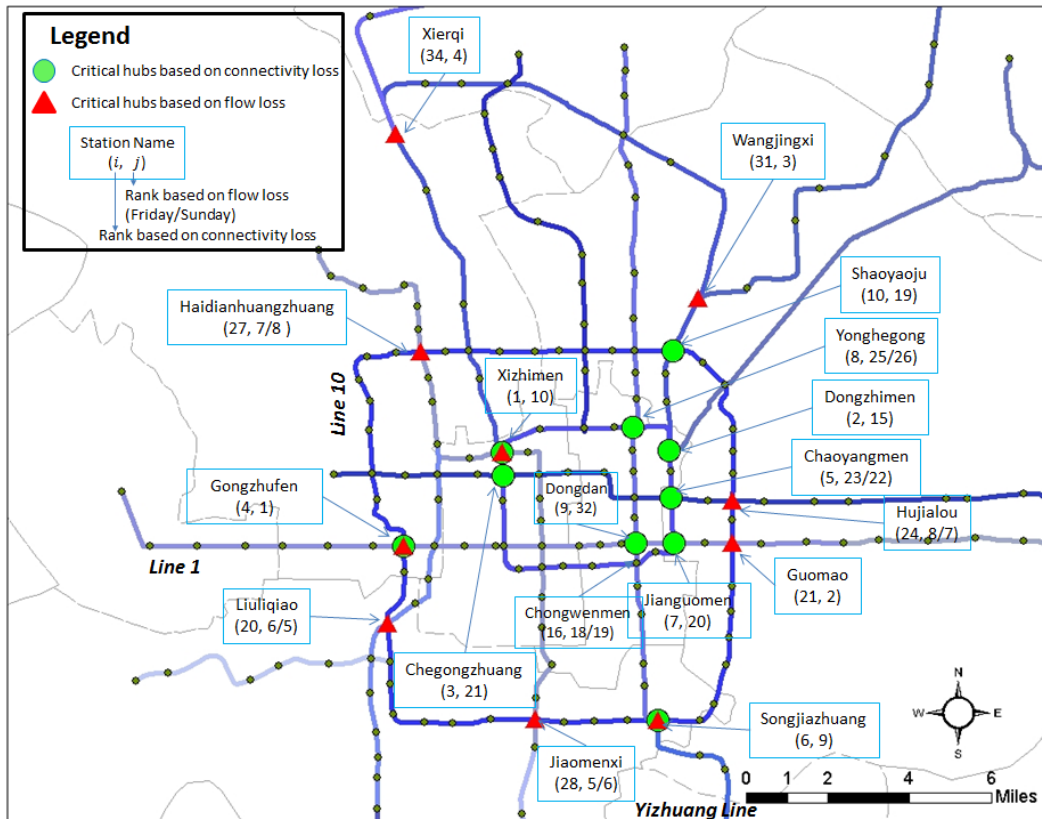 Legend
Critical hubs based on connectivity loss
Critical hubs based on flow loss
Station Name
(i, j)
Rank based on flow loss
(Friday/Sunday)
Rank based on connectivity loss
Xierqi
(34, 4)
Wangjingxi
(31, 3)
Shaoyaoju
(10, 19)
Haidianhuangzhuang
(27, 7/8 )
Yonghegong
(8, 25/26)
Xizhimen
(1, 10)
Dongzhimen
(2, 15)
Line 10
Chaoyangmen
(5, 23/22)
Gongzhufen
(4, 1)
Dongdan
(9, 32)
Hujialou
(24, 8/7)
Line 1
Guomao
(21, 2)
Liuliqiao
(20, 6/5)
Chongwenmen
(16, 18/19)
Jianguomen
(7, 20)
Chegongzhuang
(3, 21)
Songjiazhuang
(6, 9)
Jiaomenxi
(28, 5/6)
Yizhuang Line
N
W E
S
0 1 2 4 6
Miles